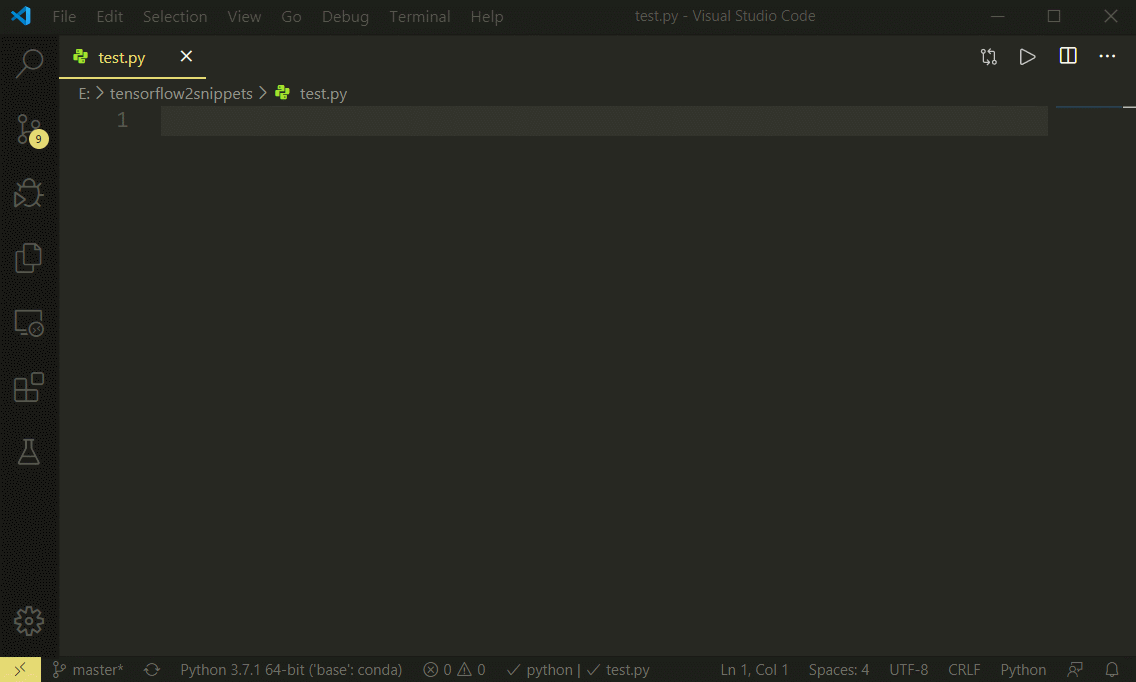 File Edit Selection View Go Debug Terminal Help test.py - Visual Studio Code
test.py
E: > tensorflow2snippets > test.py
1
9
master* Python 3.7.1 64-bit ('base': conda) 0 0 python | test.py Ln 1, Col 1 Spaces: 4 UTF-8 CRLF Python